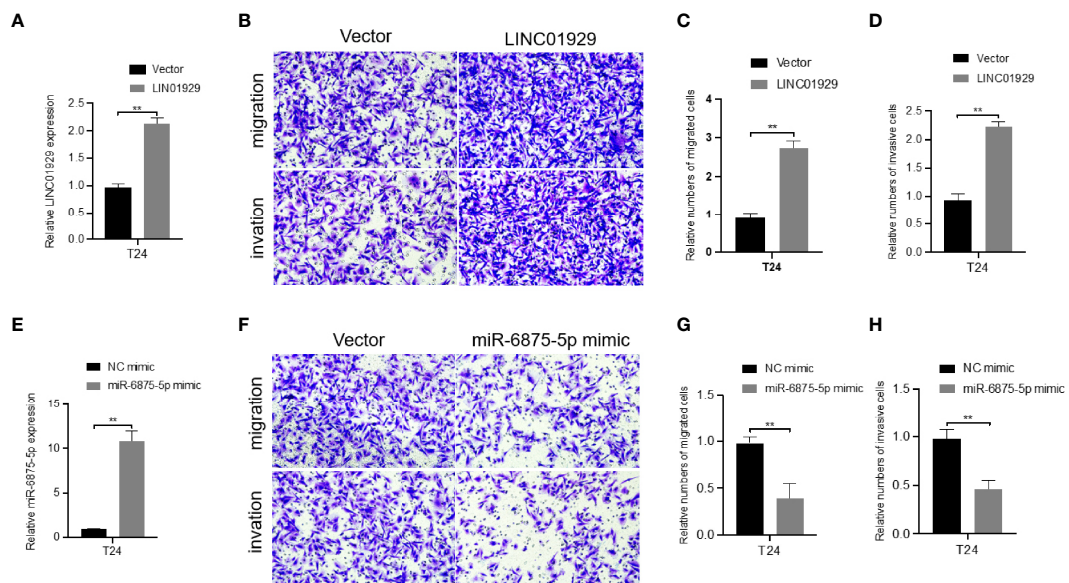 A
Vector
LIN01929
Relative LINC01929 expression
2.5
2.0
1.5
1.0
0.5
0.0
**
T24
B
Vector
LINC01929
migration
invation
C
Vector
LINC01929
Relative numbers of migrated cells
4
3
2
1
0
**
T24
D
Vector
LINC01929
Relative numbers of invasive cells
2.5
2.0
1.5
1.0
0.5
0.0
**
T24
E
NC mimic
miR-6875-5p mimic
Relative miR-6875-5p expression
15
10
5
0
**
T24
F
Vector
miR-6875-5p mimic
migration
invation
G
NC mimic
miR-6875-5p mimic
Relative numbers of migrated cells
1.5
1.0
0.5
0.0
**
T24
H
NC mimic
miR-6875-5p mimic
Relative numbers of invasive cells
1.5
1.0
0.5
0.0
**
T24